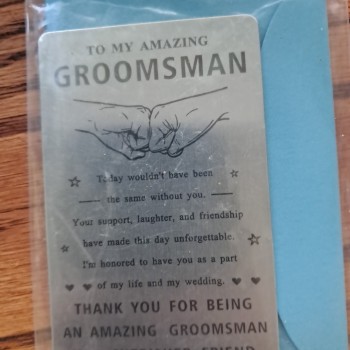 TO MY AMAZING
GROOMSMAN
Today wouldn't have been
the same without you.
Your support, laughter, and friendship
have made this day unforgettable.
I'm honored to have you as a part
of my life and my wedding.
THANK YOU FOR BEING
AN AMAZING GROOMSMAN
FRIEND